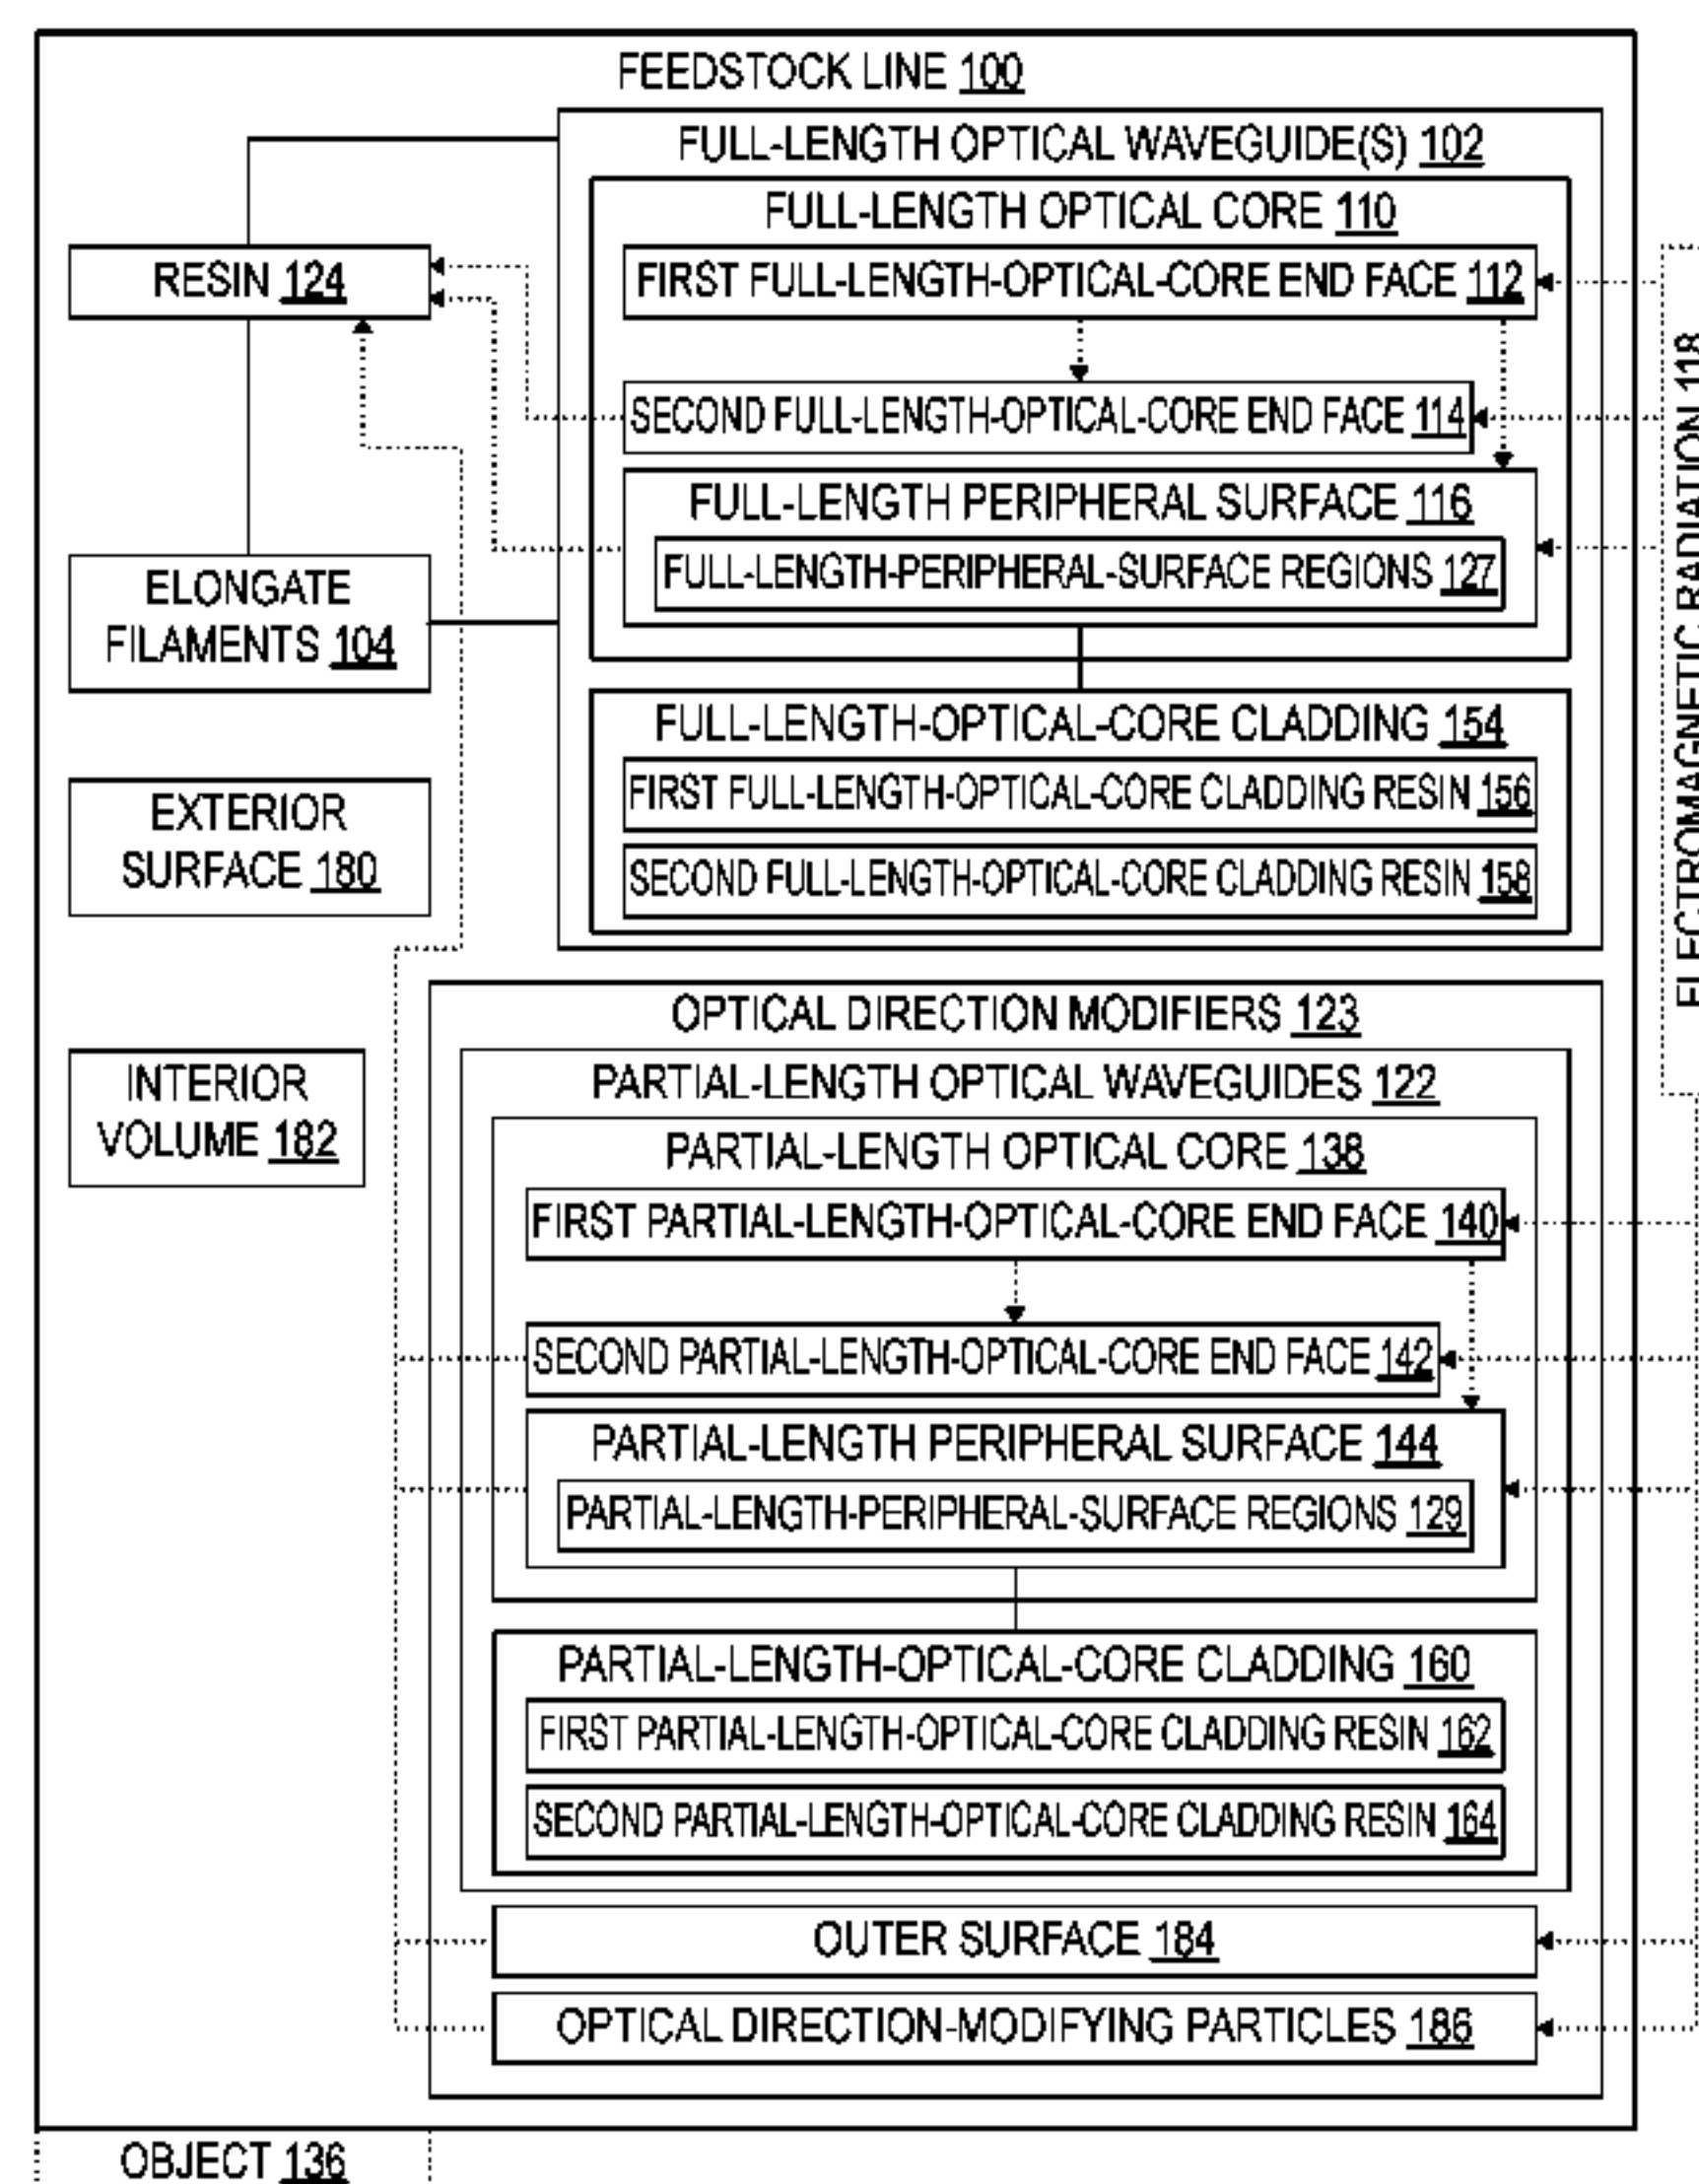 FEEDSTOCK LINE 100
FULL-LENGTH OPTICAL WAVEGUIDE(S) 102
FULL-LENGTH OPTICAL CORE 110
FIRST FULL-LENGTH-OPTICAL-CORE END FACE 112
RESIN 124
SECOND FULL-LENGTH-OPTICAL-CORE END FACE 114
FULL-LENGTH PERIPHERAL SURFACE 116
FULL-LENGTH-PERIPHERAL-SURFACE REGIONS 127
ELECTROMAGNETIC RADIATION 118
ELONGATE
FILAMENTS 104
FULL-LENGTH-OPTICAL-CORE CLADDING 154
FIRST FULL-LENGTH-OPTICAL-CORE CLADDING RESIN 156
SECOND FULL-LENGTH-OPTICAL-CORE CLADDING RESIN 158
EXTERIOR
SURFACE 180
OPTICAL DIRECTION MODIFIERS 123
PARTIAL-LENGTH OPTICAL WAVEGUIDES 122
INTERIOR
VOLUME 182
PARTIAL-LENGTH OPTICAL CORE 138
FIRST PARTIAL-LENGTH-OPTICAL-CORE END FACE 140
SECOND PARTIAL-LENGTH-OPTICAL-CORE END FACE 142
PARTIAL-LENGTH PERIPHERAL SURFACE 144
PARTIAL-LENGTH-PERIPHERAL-SURFACE REGIONS 129
PARTIAL-LENGTH-OPTICAL-CORE CLADDING 160
FIRST PARTIAL-LENGTH-OPTICAL-CORE CLADDING RESIN 162
SECOND PARTIAL-LENGTH-OPTICAL-CORE CLADDING RESIN 164
OUTER SURFACE 184
OPTICAL DIRECTION-MODIFYING PARTICLES 186
OBJECT 136